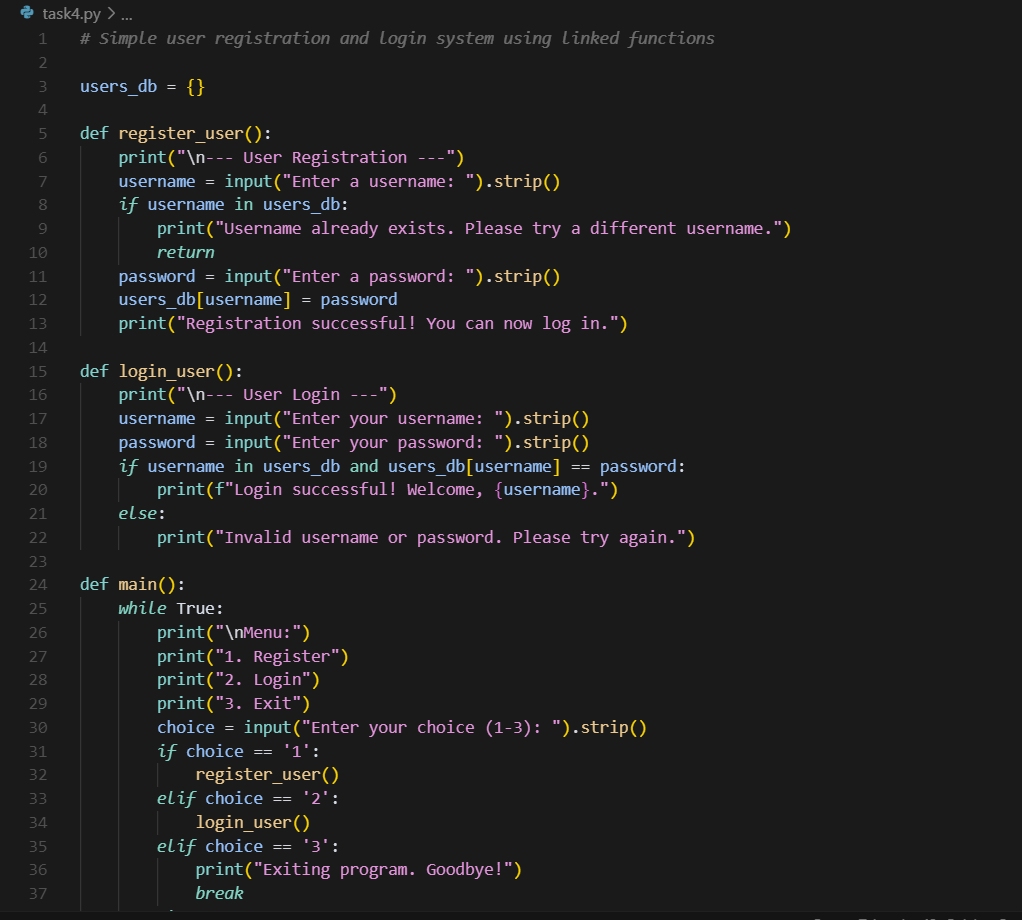 task4.py > ...
1 # Simple user registration and login system using linked functions
2
3 users_db = {}
4
5 def register_user():
6     print("\n--- User Registration ---")
7     username = input("Enter a username: ").strip()
8     if username in users_db:
9         print("Username already exists. Please try a different username.")
10         return
11     password = input("Enter a password: ").strip()
12     users_db[username] = password
13     print("Registration successful! You can now log in.")
14
15 def login_user():
16     print("\n--- User Login ---")
17     username = input("Enter your username: ").strip()
18     password = input("Enter your password: ").strip()
19     if username in users_db and users_db[username] == password:
20         print(f"Login successful! Welcome, {username}.")
21     else:
22         print("Invalid username or password. Please try again.")
23
24 def main():
25     while True:
26         print("\nMenu:")
27         print("1. Register")
28         print("2. Login")
29         print("3. Exit")
30         choice = input("Enter your choice (1-3): ").strip()
31         if choice == '1':
32             register_user()
33         elif choice == '2':
34             login_user()
35         elif choice == '3':
36             print("Exiting program. Goodbye!")
37             break